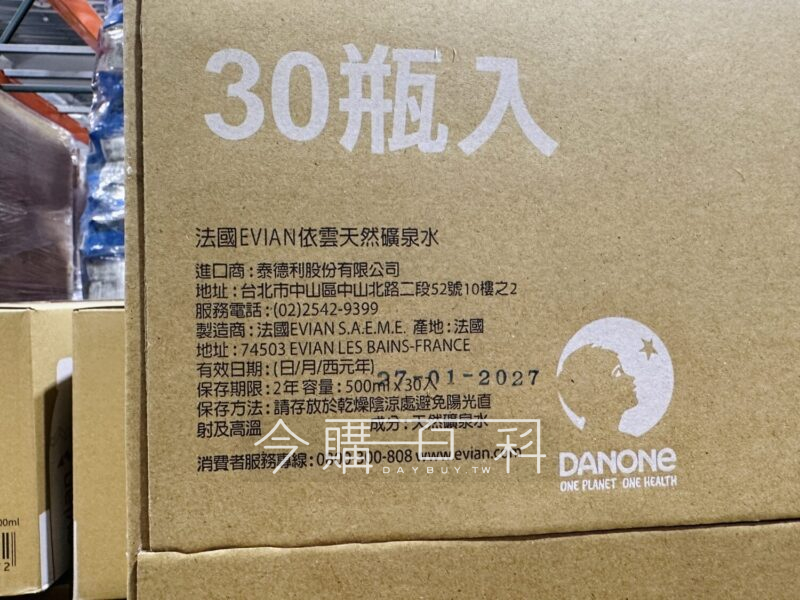 30瓶入
法國EVIAN依雲天然礦泉水
進口商：泰德利股份有限公司
地址：台北市中山區中山北路二段52號10樓之2
服務電話：(02)2542-9399
製造商：法國EVIAN S.A.E.M.E. 產地：法國
地址：74503 EVIAN LES BAINS-FRANCE
有效日期：(日/月/西元年)
27-01-2027
保存期限：2年 容量：500ml x 30入
保存方法：請存放於乾燥陰涼處避免陽光直
射及高溫 成分：天然礦泉水
消費者服務專線：0800-300-808 www.evian.com
今購百科
DAYBUY.TW
DANONE
ONE PLANET ONE HEALTH
00ml
2